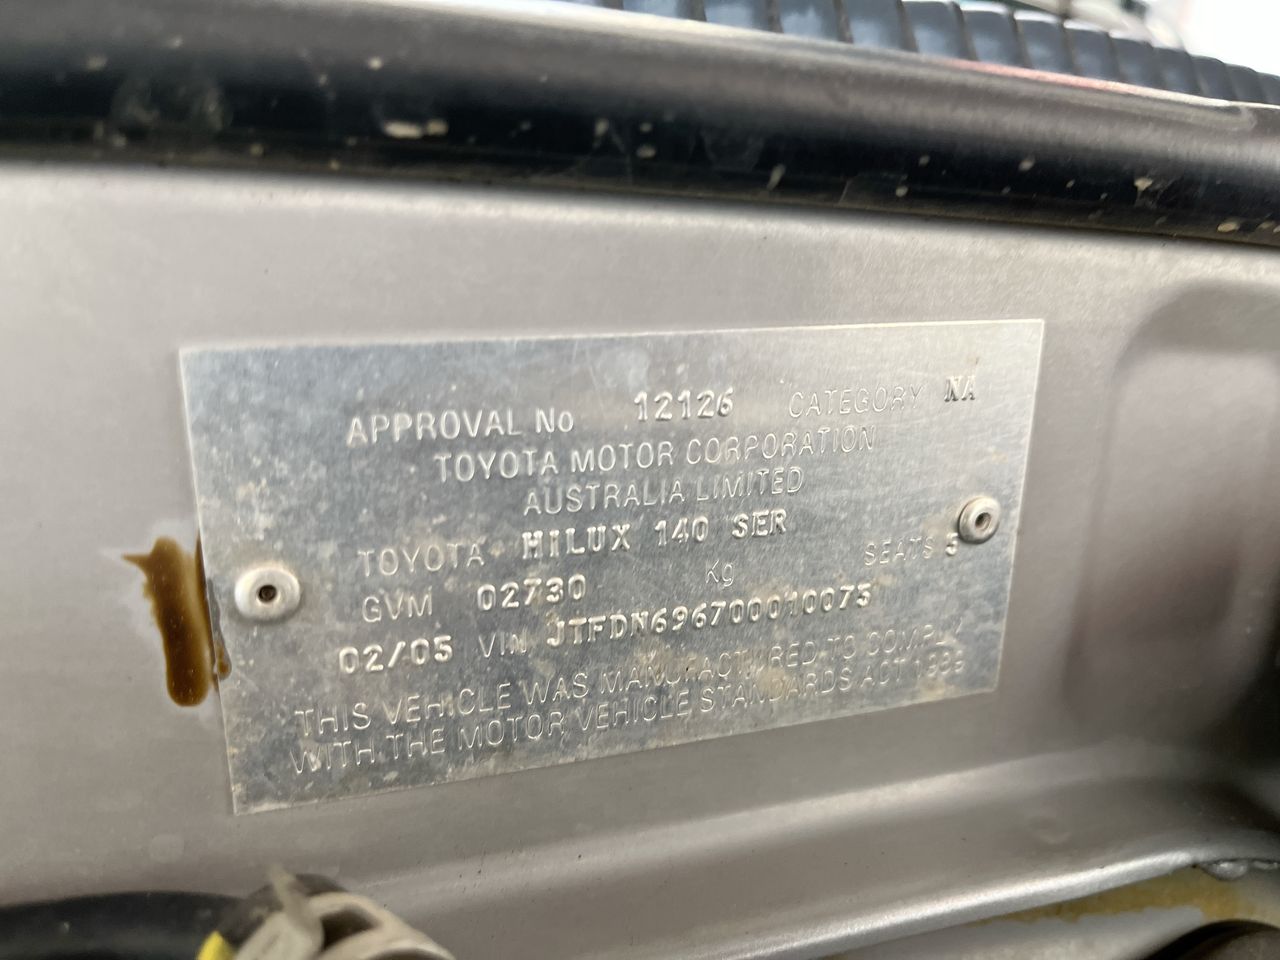 APPROVAL No 12126 CATEGORY NA
TOYOTA MOTOR CORPORATION
AUSTRALIA LIMITED
TOYOTA HILUX 140 SER
GVM 02730 Kg SEATS 5
02/05 VIN JTFDN696700010073
THIS VEHICLE WAS MANUFACTURED TO COMPLY
WITH THE MOTOR VEHICLE STANDARDS ACT 1989